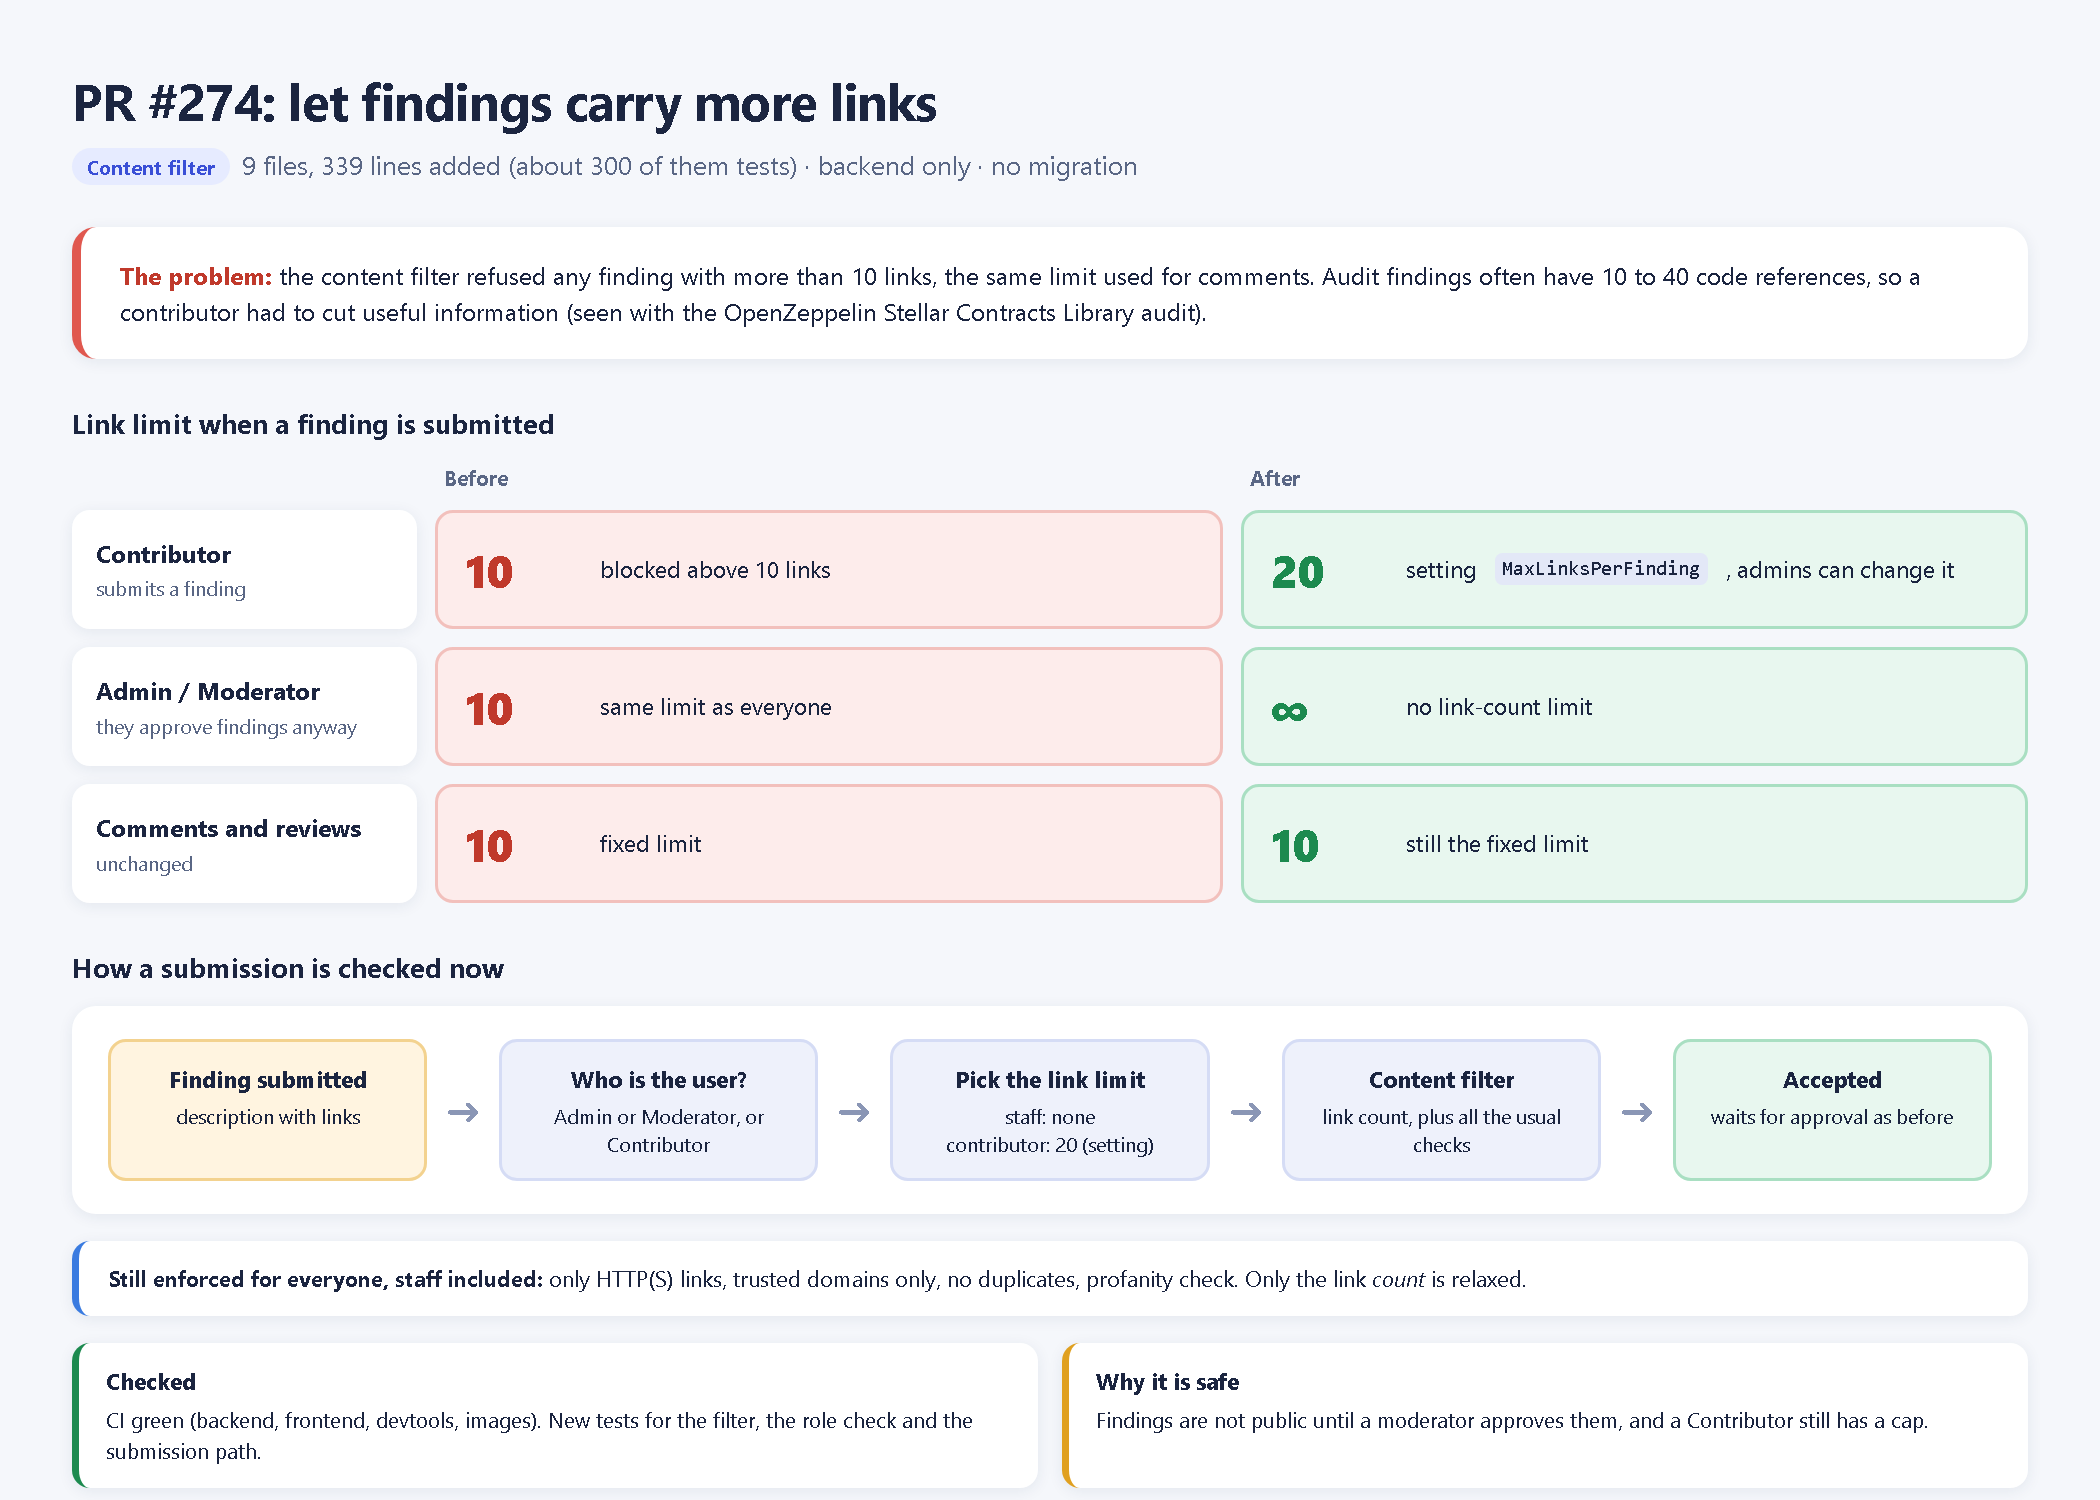 PR #274: let findings carry more links
Content filter 9 files, 339 lines added (about 300 of them tests) · backend only · no migration
The problem: the content filter refused any finding with more than 10 links, the same limit used for comments. Audit findings often have 10 to 40 code references, so a
contributor had to cut useful information (seen with the OpenZeppelin Stellar Contracts Library audit).
Link limit when a finding is submitted
Before After
Contributor
submits a finding
10 blocked above 10 links
20 setting MaxLinksPerFinding , admins can change it
Admin / Moderator
they approve findings anyway
10 same limit as everyone
∞ no link-count limit
Comments and reviews
unchanged
10 fixed limit
10 still the fixed limit
How a submission is checked now
Finding submitted
description with links
→
Who is the user?
Admin or Moderator, or
Contributor
→
Pick the link limit
staff: none
contributor: 20 (setting)
→
Content filter
link count, plus all the usual
checks
→
Accepted
waits for approval as before
Still enforced for everyone, staff included: only HTTP(S) links, trusted domains only, no duplicates, profanity check. Only the link count is relaxed.
Checked
CI green (backend, frontend, devtools, images). New tests for the filter, the role check and the
submission path.
Why it is safe
Findings are not public until a moderator approves them, and a Contributor still has a cap.